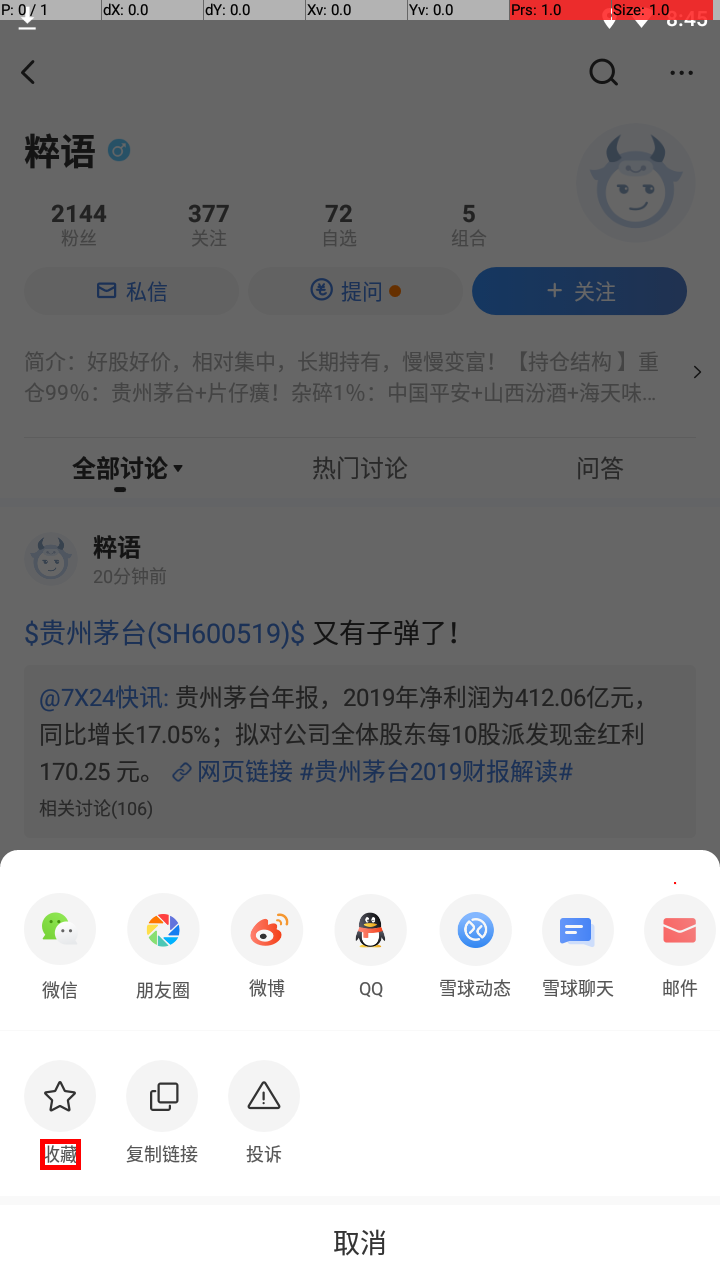 P: 0 / 1 dX: 0.0 dY: 0.0 Xv: 0.0 Yv: 0.0 Prs: 1.0 Size: 1.0
8:45
粹语
2144 377 72 5
粉丝 关注 自选 组合
私信 提问 + 关注
简介：好股好价，相对集中，长期持有，慢慢变富！【持仓结构 】重
仓99%：贵州茅台+片仔癀！杂碎1%：中国平安+山西汾酒+海天味...
全部讨论 热门讨论 问答
粹语
20分钟前
$贵州茅台(SH600519)$ 又有子弹了！
@7X24快讯: 贵州茅台年报，2019年净利润为412.06亿元，
同比增长17.05%；拟对公司全体股东每10股派发现金红利
170.25 元。 网页链接 #贵州茅台2019财报解读#
相关讨论(106)
微信 朋友圈 微博 QQ 雪球动态 雪球聊天 邮件
收藏 复制链接 投诉
取消